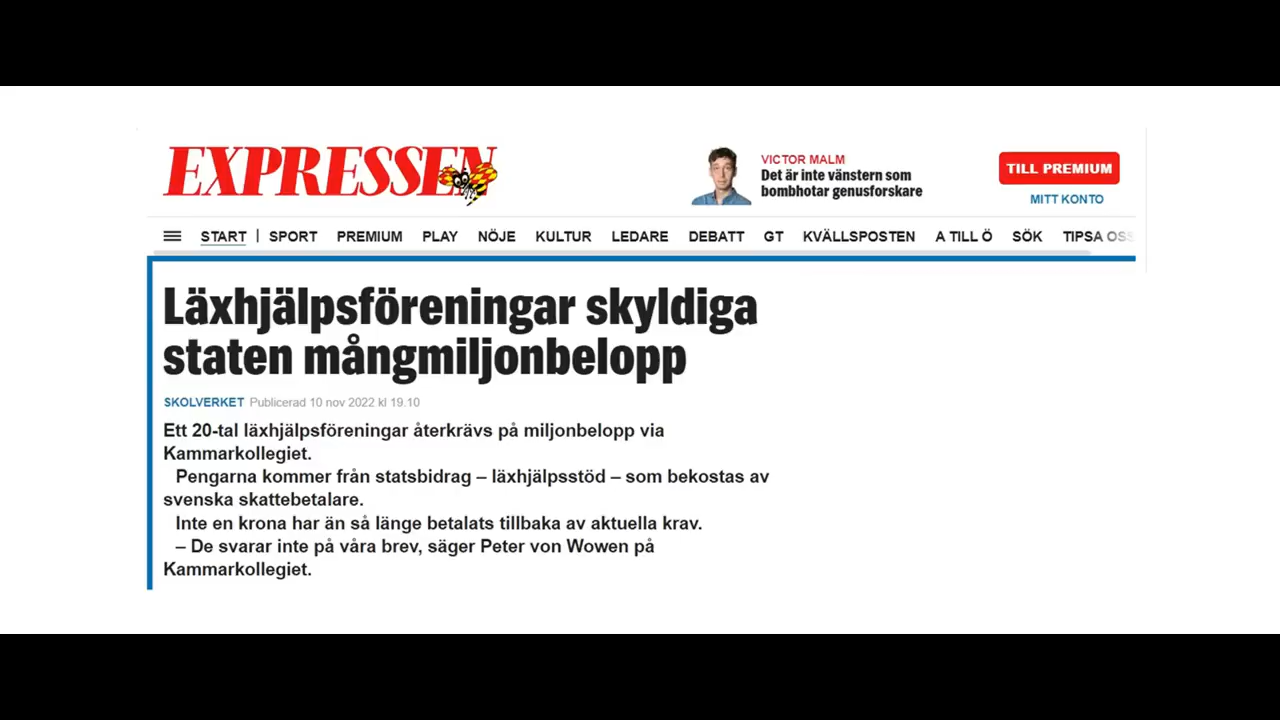 EXPRESSEN
VICTOR MALM
Det är inte vänstern som
bombhotar genusforskare
TILL PREMIUM
MITT KONTO
START | SPORT PREMIUM PLAY NÖJE KULTUR LEDARE DEBATT GT KVÄLLSPOSTEN A TILL Ö SÖK TIPSA OSS
Läxhjälpsföreningar skyldiga
staten mångmiljonbelopp
SKOLVERKET Publicerad 10 nov 2022 kl 19.10
Ett 20-tal läxhjälpsföreningar återkrävs på miljonbelopp via
Kammarkollegiet.
Pengarna kommer från statsbidrag – läxhjälpsstöd – som bekostas av
svenska skattebetalare.
Inte en krona har än så länge betalats tillbaka av aktuella krav.
– De svarar inte på våra brev, säger Peter von Wowen på
Kammarkollegiet.